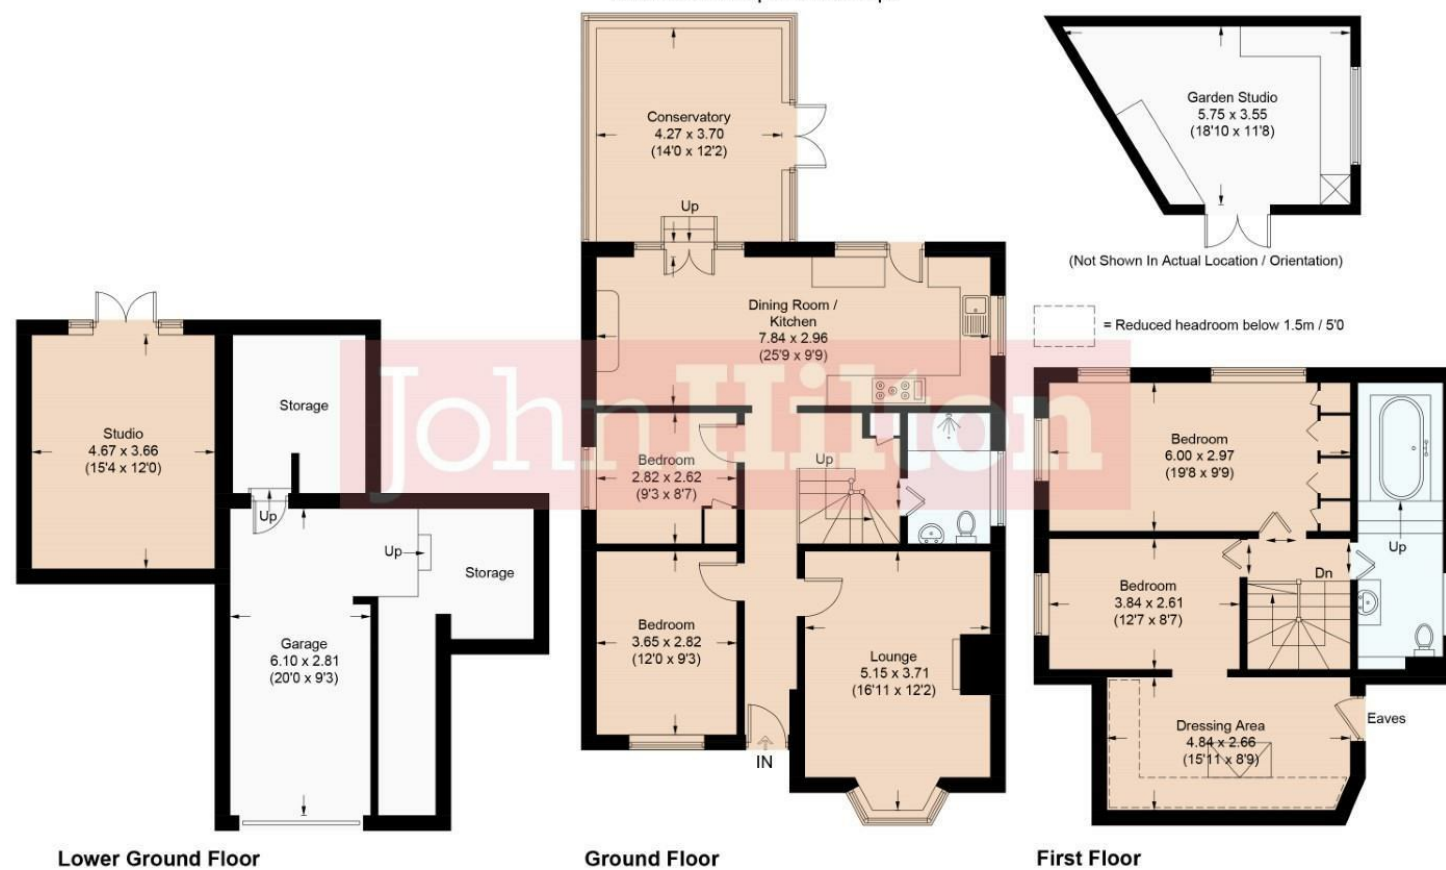 Conservatory
4.27 x 3.70
(14'0 x 12'2)
Up
Garden Studio
5.75 x 3.55
(18'10 x 11'8)
(Not Shown In Actual Location / Orientation)
= Reduced headroom below 1.5m / 5'0
Dining Room /
Kitchen
7.84 x 2.96
(25'9 x 9'9)
John Hilton
Storage
Studio
4.67 x 3.66
(15'4 x 12'0)
Up
Up
Storage
Garage
6.10 x 2.81
(20'0 x 9'3)
Bedroom
2.82 x 2.62
(9'3 x 8'7)
Up
Bedroom
3.65 x 2.82
(12'0 x 9'3)
Lounge
5.15 x 3.71
(16'11 x 12'2)
IN
Bedroom
6.00 x 2.97
(19'8 x 9'9)
Up
Dn
Bedroom
3.84 x 2.61
(12'7 x 8'7)
Eaves
Dressing Area
4.84 x 2.66
(15'11 x 8'9)
Lower Ground Floor
Ground Floor
First Floor